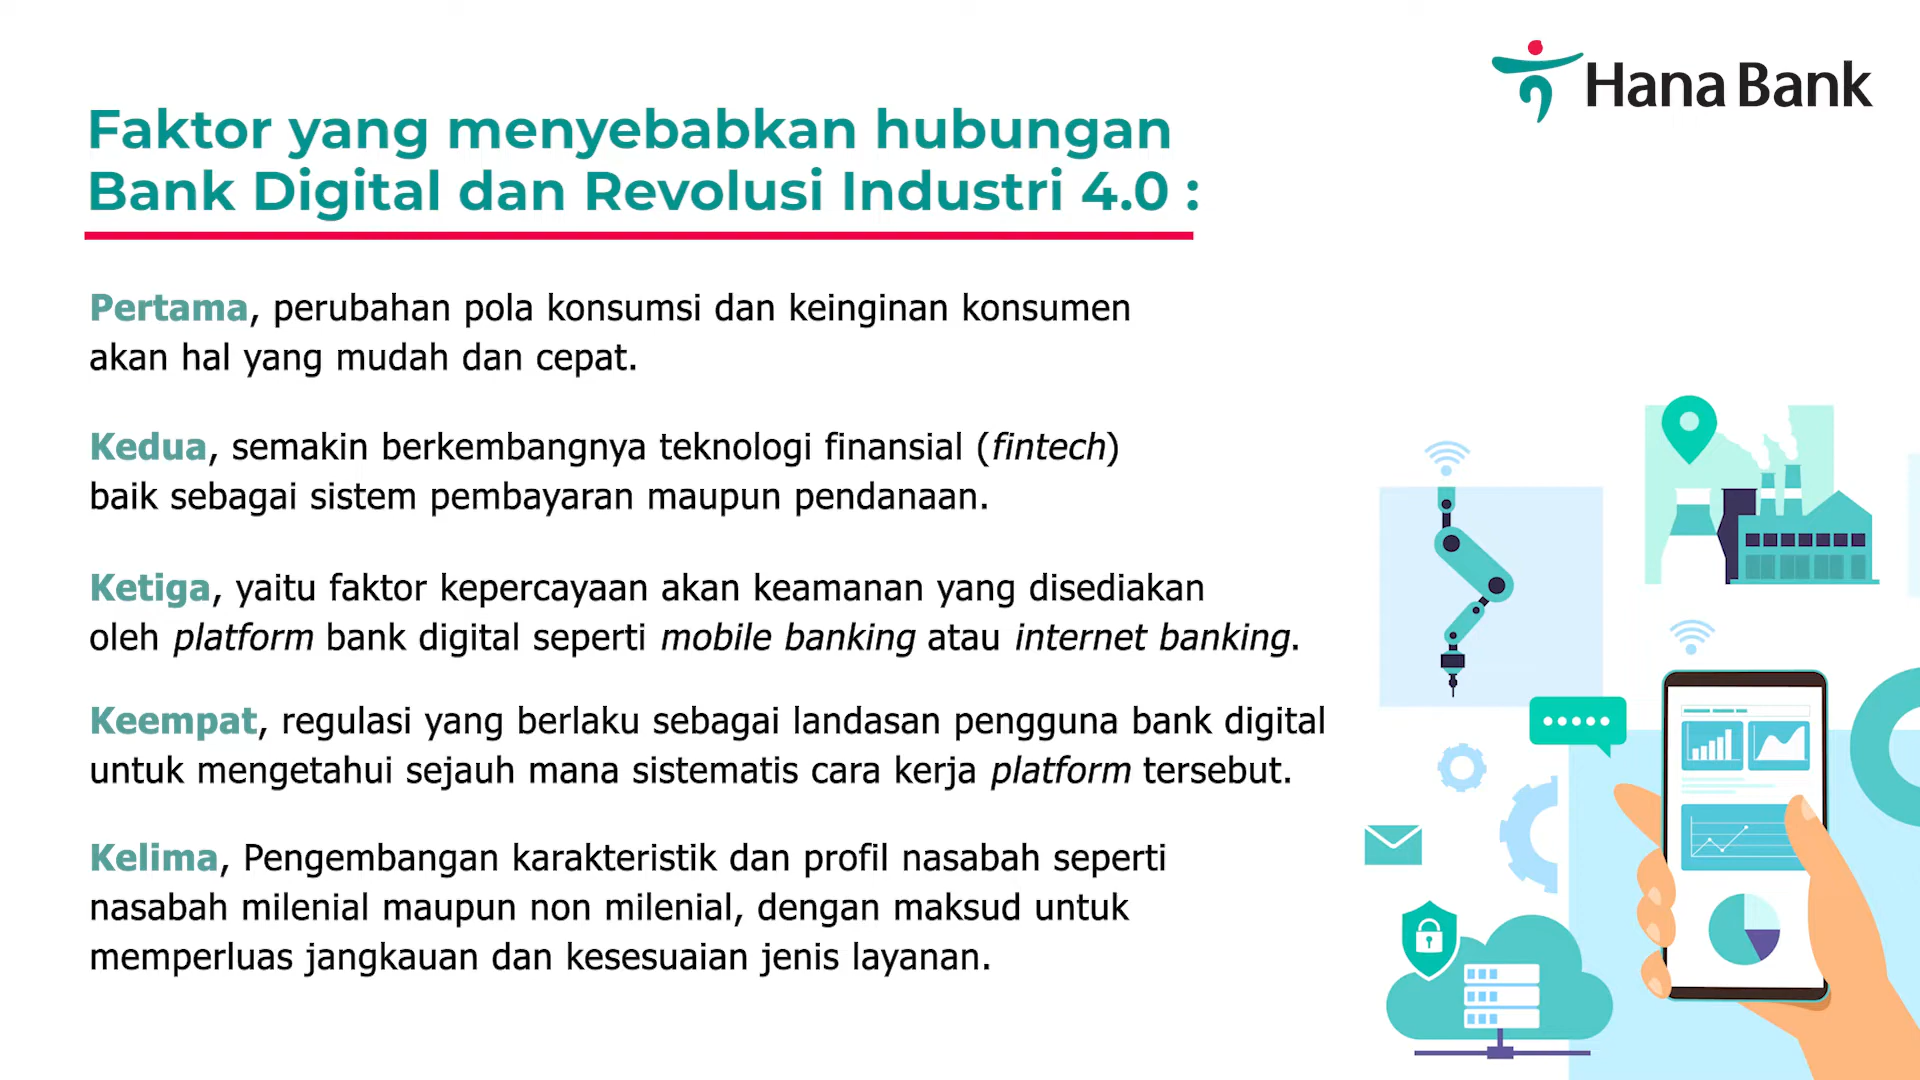 Hana Bank
Faktor yang menyebabkan hubungan
Bank Digital dan Revolusi Industri 4.0 :
Pertama, perubahan pola konsumsi dan keinginan konsumen
akan hal yang mudah dan cepat.
Kedua, semakin berkembangnya teknologi finansial (fintech)
baik sebagai sistem pembayaran maupun pendanaan.
Ketiga, yaitu faktor kepercayaan akan keamanan yang disediakan
oleh platform bank digital seperti mobile banking atau internet banking.
Keempat, regulasi yang berlaku sebagai landasan pengguna bank digital
untuk mengetahui sejauh mana sistematis cara kerja platform tersebut.
Kelima, Pengembangan karakteristik dan profil nasabah seperti
nasabah milenial maupun non milenial, dengan maksud untuk
memperluas jangkauan dan kesesuaian jenis layanan.